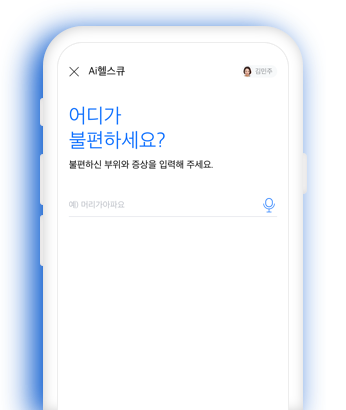 Ai헬스큐
김민주
어디가
불편하세요?
불편하신 부위와 증상을 입력해 주세요.
예) 머리가아파요